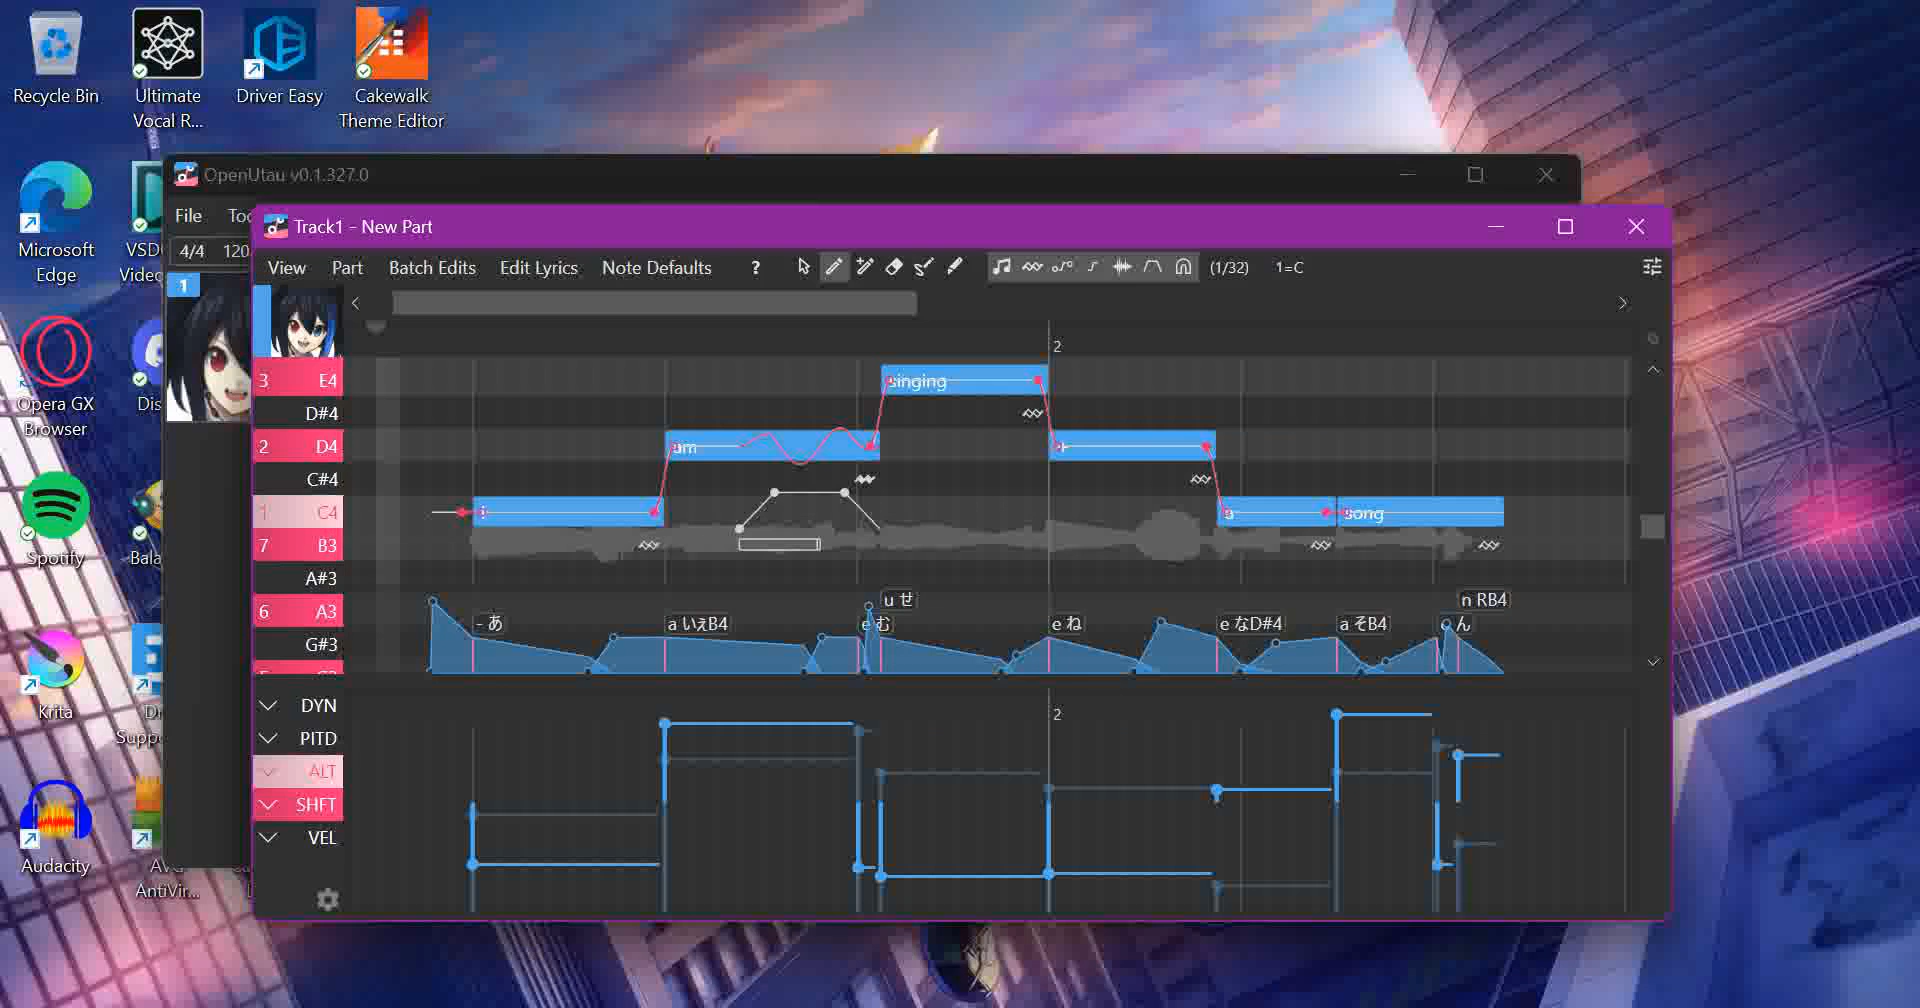 Recycle Bin
Ultimate
Vocal R...
Driver Easy
Cakewalk
Theme Editor
Microsoft
Edge
Opera GX
Browser
Spotify
Krita
Audacity
AntiVir...
OpenUtau v0.1.327.0
File
4/4 120
1
Track1 - New Part
View Part Batch Edits Edit Lyrics Note Defaults ? (1/32) 1=C
2
3 E4
singing
D#4
2 D4
am
+
C#4
1 C4
i
a
song
7 B3
A#3
6 A3
G#3
- あ
a いぇB4
e む
u せ
e ね
e なD#4
a そB4
o ん
n RB4
DYN
PITD
ALT
SHFT
VEL
2